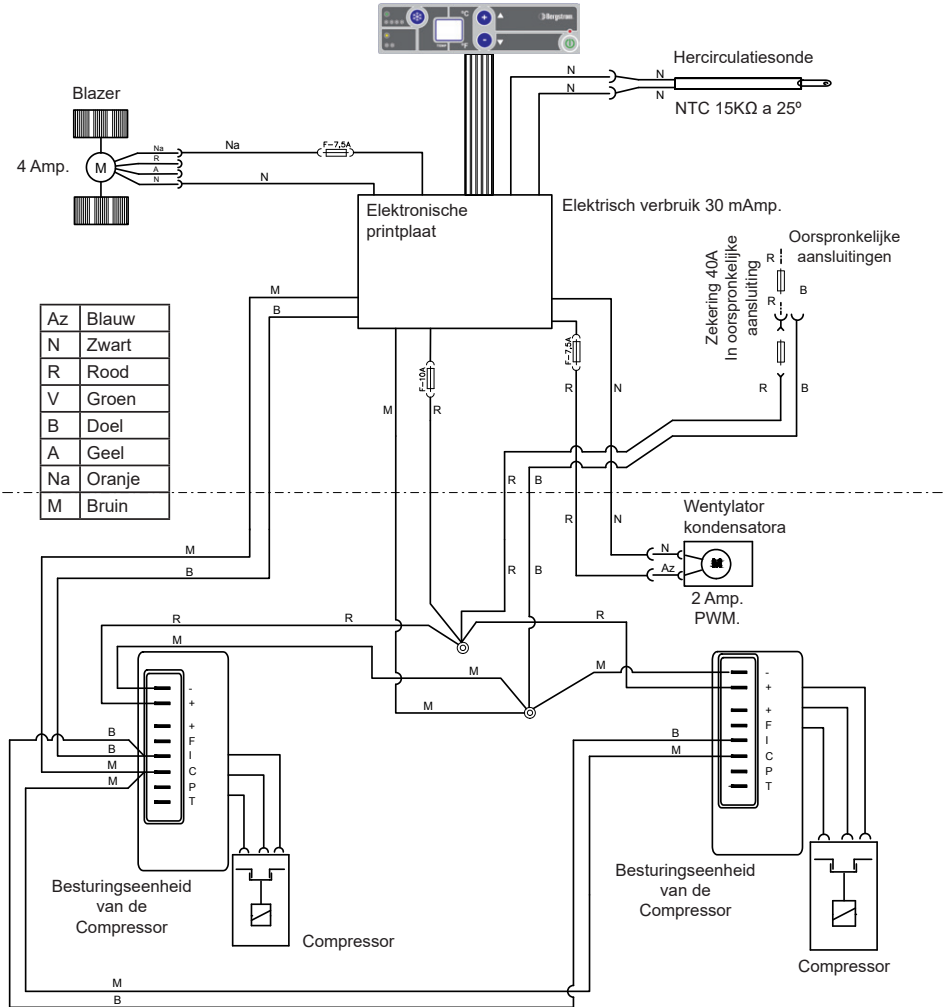 °C
Bergstrom
°F
Hercirculatiesonde
N
N
N
N
NTC 15KΩ a 25º
Blazer
4 Amp.
M
Na
R
A
N
Na
N
F-7,5A
Elektronische
printplaat
Elektrisch verbruik 30 mAmp.
Zekering 40A
In oorspronkelijke
aansluiting
Oorspronkelijke
aansluitingen
R
R
B
R
B
M
B
Az Blauw
N Zwart
R Rood
V Groen
B Doel
A Geel
Na Oranje
M Bruin
F-10A
M
R
F-7,5A
R
N
R
B
R
N
R
B
Wentylator
kondensatora
N
Az
M
2 Amp.
PWM.
M
B
R
R
M
R
M
M
M
-
+
+
F
I
C
P
T
B
B
M
M
-
+
+
F
I
C
P
T
B
M
Besturingseenheid
van de
Compressor
Compressor
Besturingseenheid
van de
Compressor
Compressor
M
B